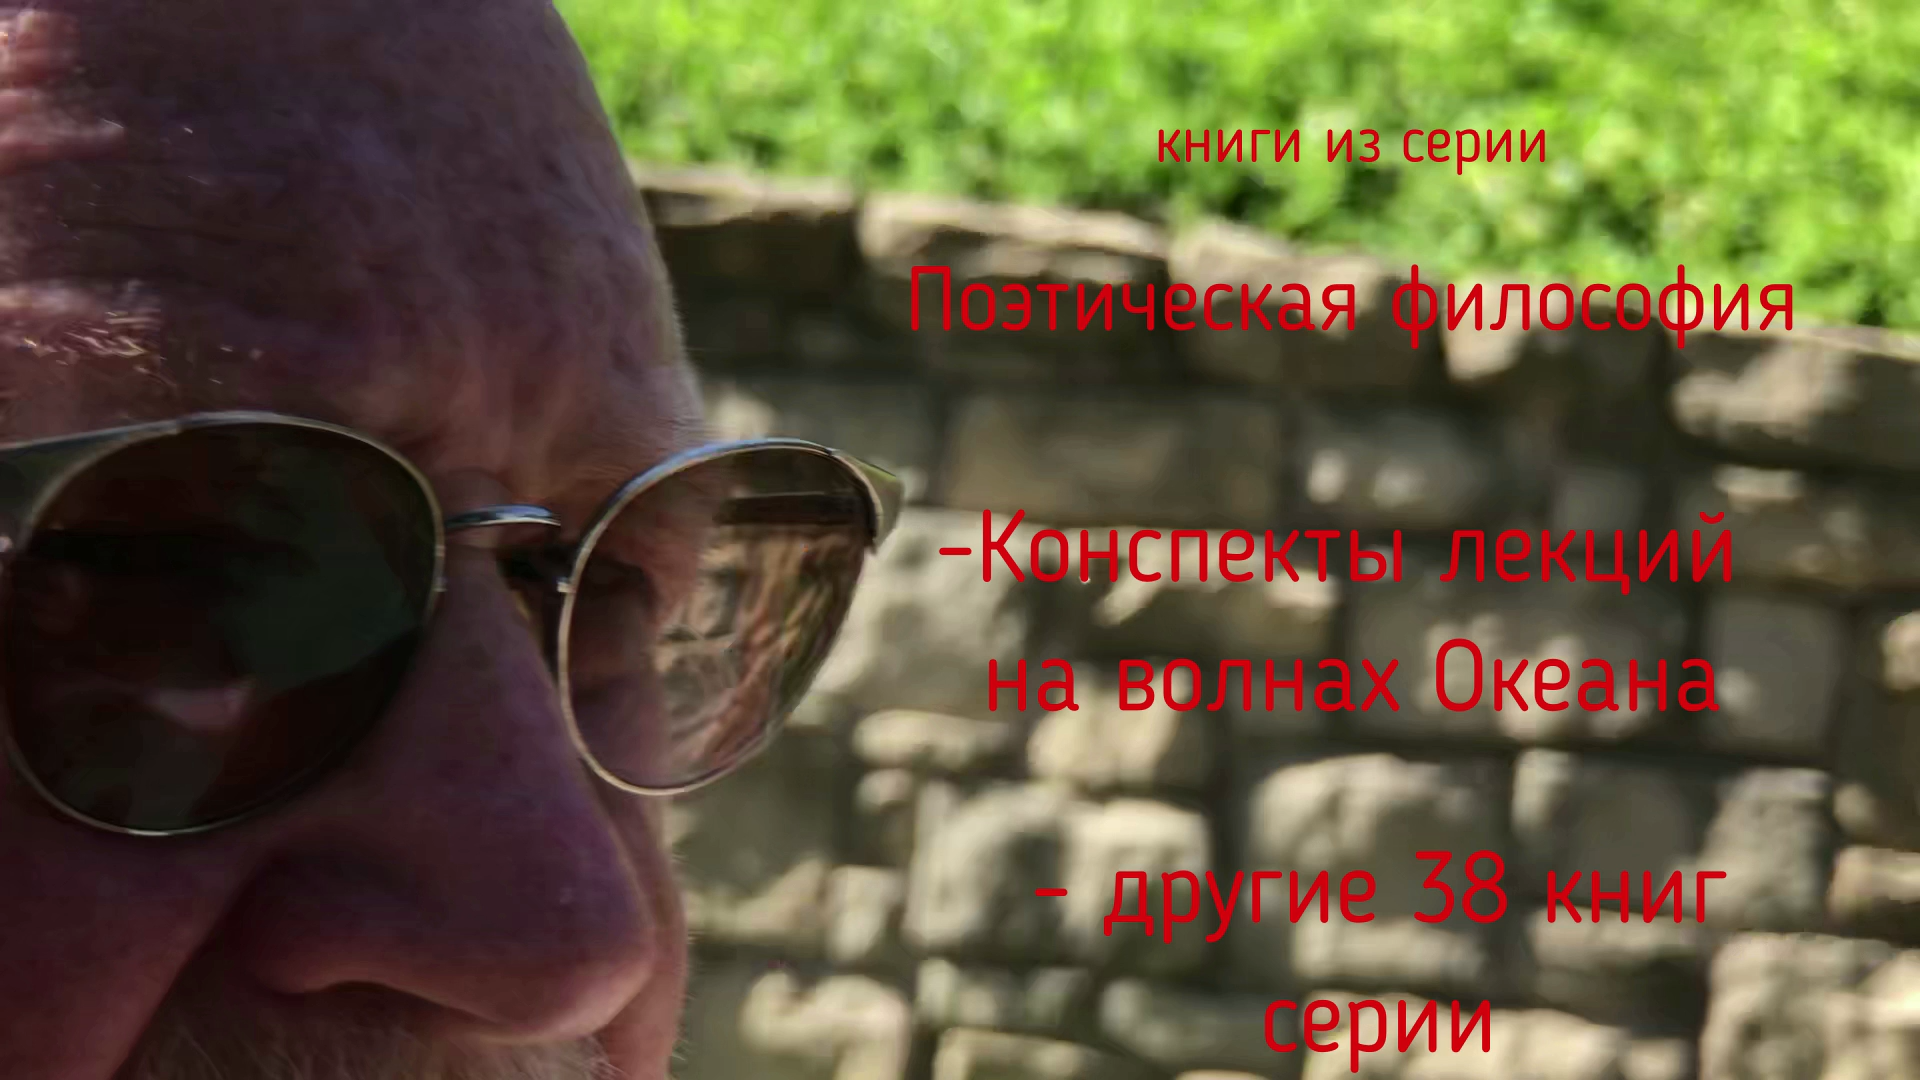 книги из серии
Поэтическая философия
-Конспекты лекций
на волнах Океана
- другие 38 книг
серии